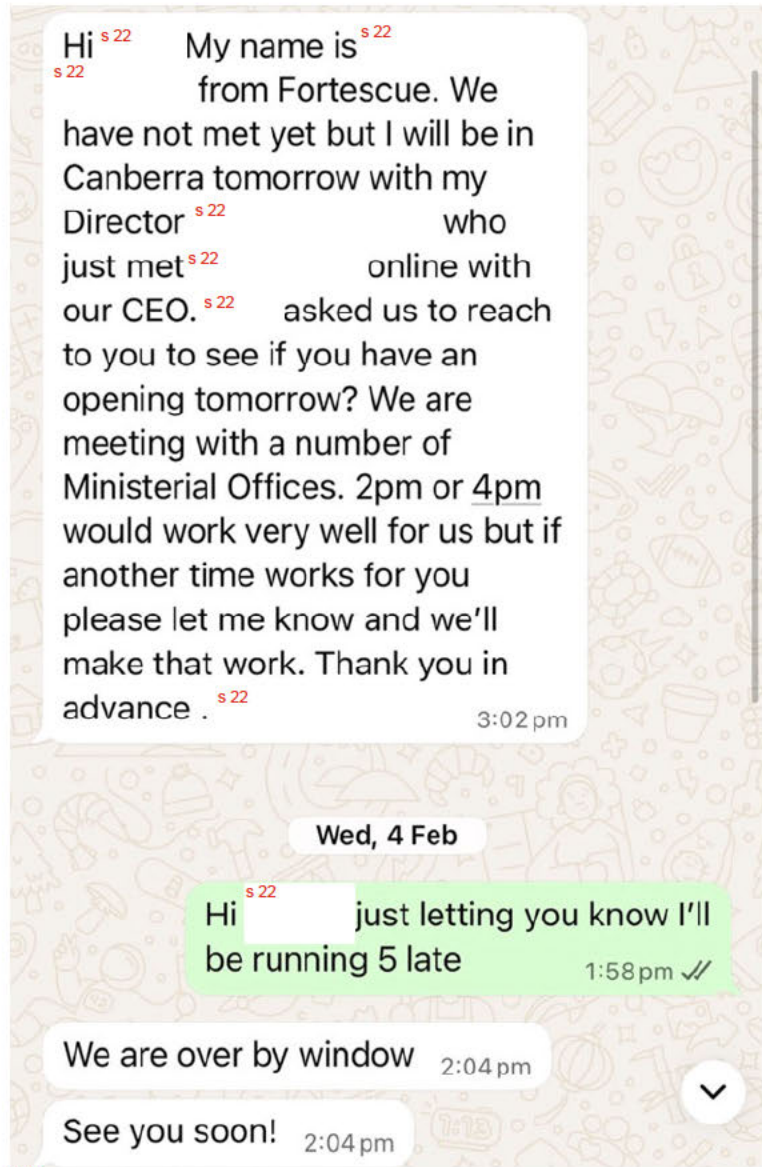 Hi s 22 My name is s 22
s 22 from Fortescue. We
have not met yet but I will be in
Canberra tomorrow with my
Director s 22 who
just met s 22 online with
our CEO. s 22 asked us to reach
to you to see if you have an
opening tomorrow? We are
meeting with a number of
Ministerial Offices. 2pm or 4pm
would work very well for us but if
another time works for you
please let me know and we'll
make that work. Thank you in
advance . s 22 3:02 pm
Wed, 4 Feb
Hi s 22 just letting you know I'll
be running 5 late 1:58 pm
We are over by window 2:04 pm
See you soon! 2:04 pm